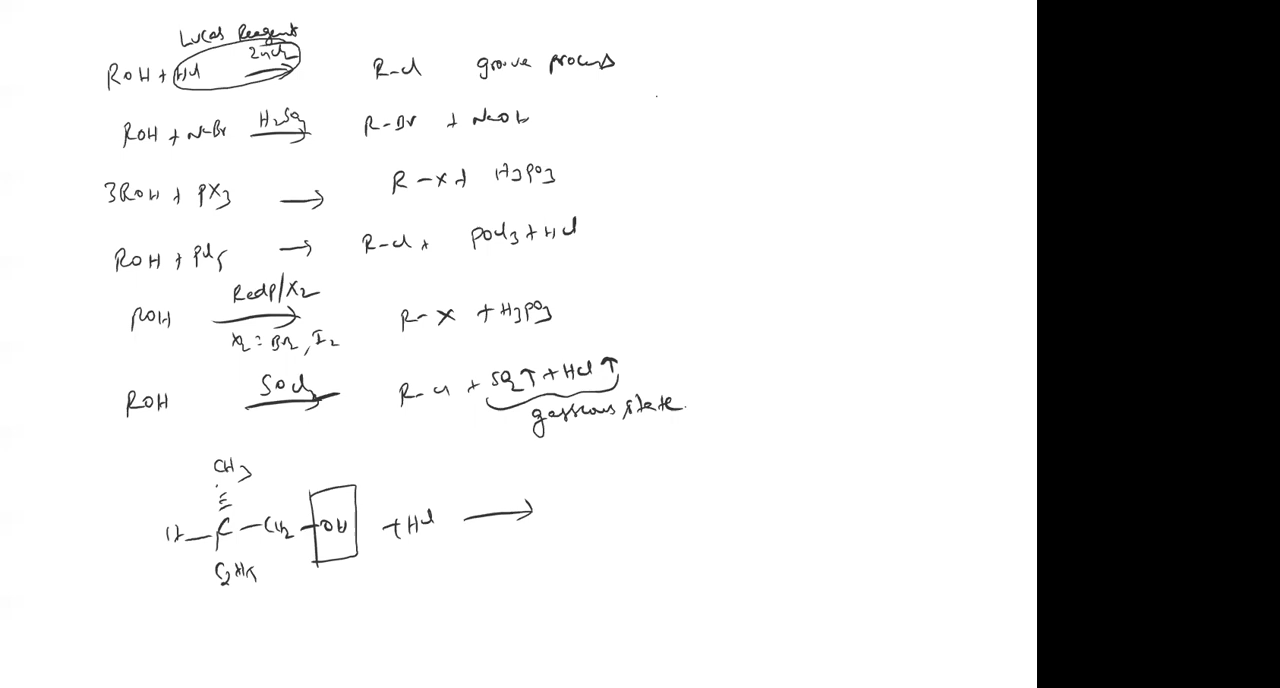 Lucas Reagent
ROH + HCl ZnCl2 → R-Cl groove process
ROH + NaBr H2SO4 → R-Br + NaOH
3ROH + PX3 → R-X + H3PO3
ROH + PCl5 → R-Cl + POCl3 + HCl
ROH Red P/X2 → R-X + H3PO3
X2 = Br2, I2
ROH SOCl2 → R-Cl + SO2↑ + HCl↑
gasseous state.
CH3
H-C-CH2-OH + HCl →
C2H5